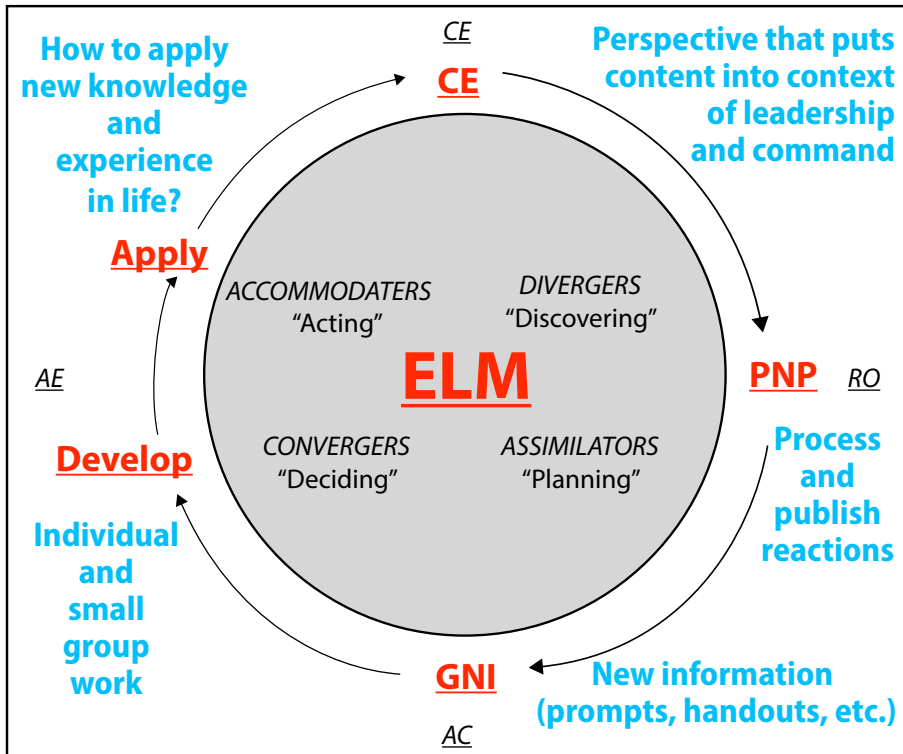 CE
CE
How to apply
new knowledge
and
experience
in life?
Perspective that puts
content into context
of leadership
and command
Apply
ACCOMMODATERS
"Acting"
DIVERGERS
"Discovering"
ELM
PNP
RO
AE
Develop
CONVERGERS
"Deciding"
ASSIMILATORS
"Planning"
Process
and
publish
reactions
Individual
and
small
group
work
GNI
New information
(prompts, handouts, etc.)
AC